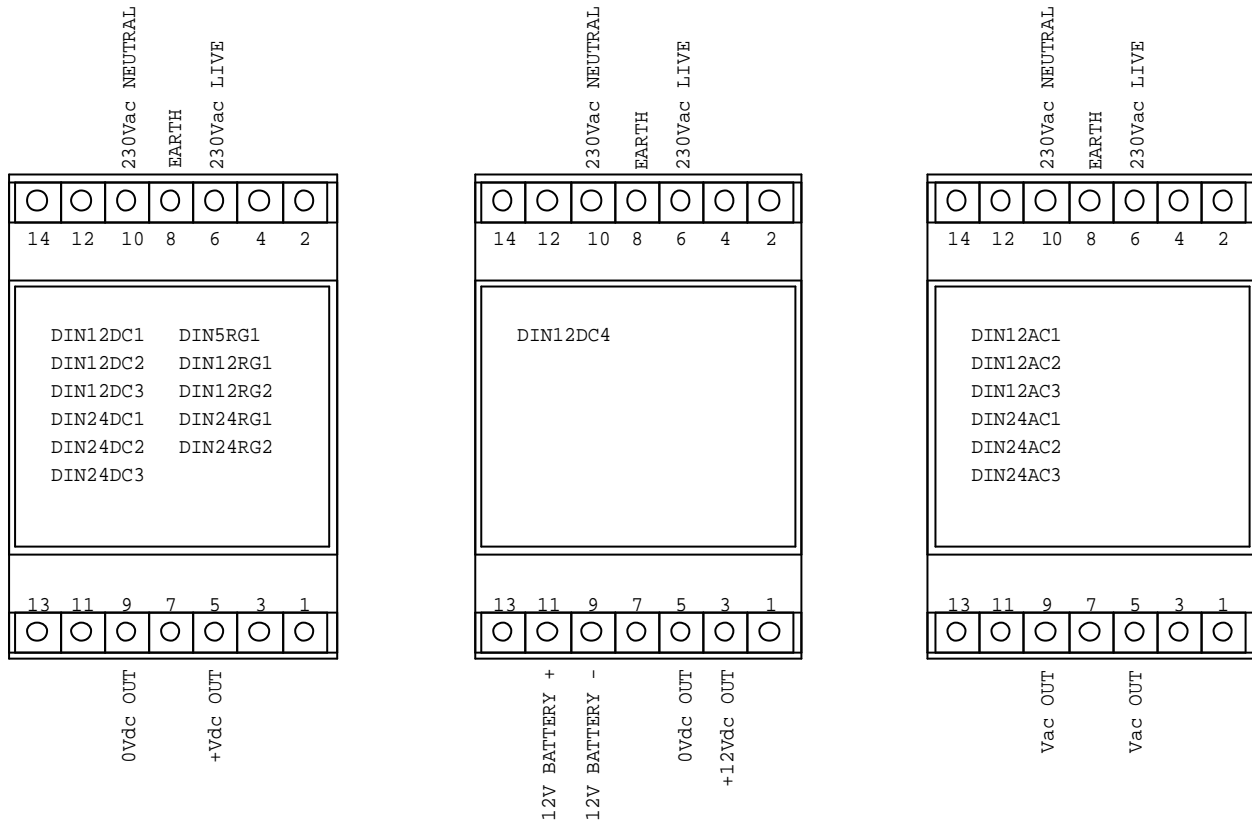 230Vac NEUTRAL
EARTH
230Vac LIVE
14 12 10 8 6 4 2
DIN12DC1 DIN5RG1
DIN12DC2 DIN12RG1
DIN12DC3 DIN12RG2
DIN24DC1 DIN24RG1
DIN24DC2 DIN24RG2
DIN24DC3
13 11 9 7 5 3 1
0Vdc OUT
+Vdc OUT
230Vac NEUTRAL
EARTH
230Vac LIVE
14 12 10 8 6 4 2
DIN12DC4
13 11 9 7 5 3 1
12V BATTERY +
12V BATTERY -
0Vdc OUT
+12Vdc OUT
230Vac NEUTRAL
EARTH
230Vac LIVE
14 12 10 8 6 4 2
DIN12AC1
DIN12AC2
DIN12AC3
DIN24AC1
DIN24AC2
DIN24AC3
13 11 9 7 5 3 1
Vac OUT
Vac OUT